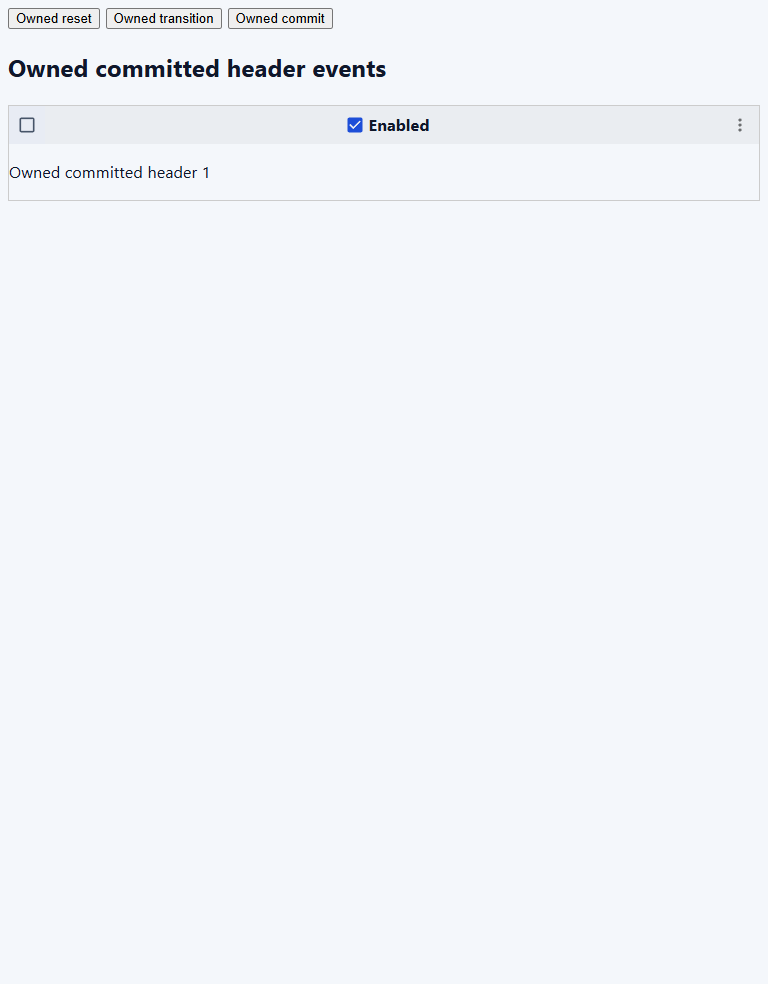 Owned reset Owned transition Owned commit
Owned committed header events
Enabled
Owned committed header 1